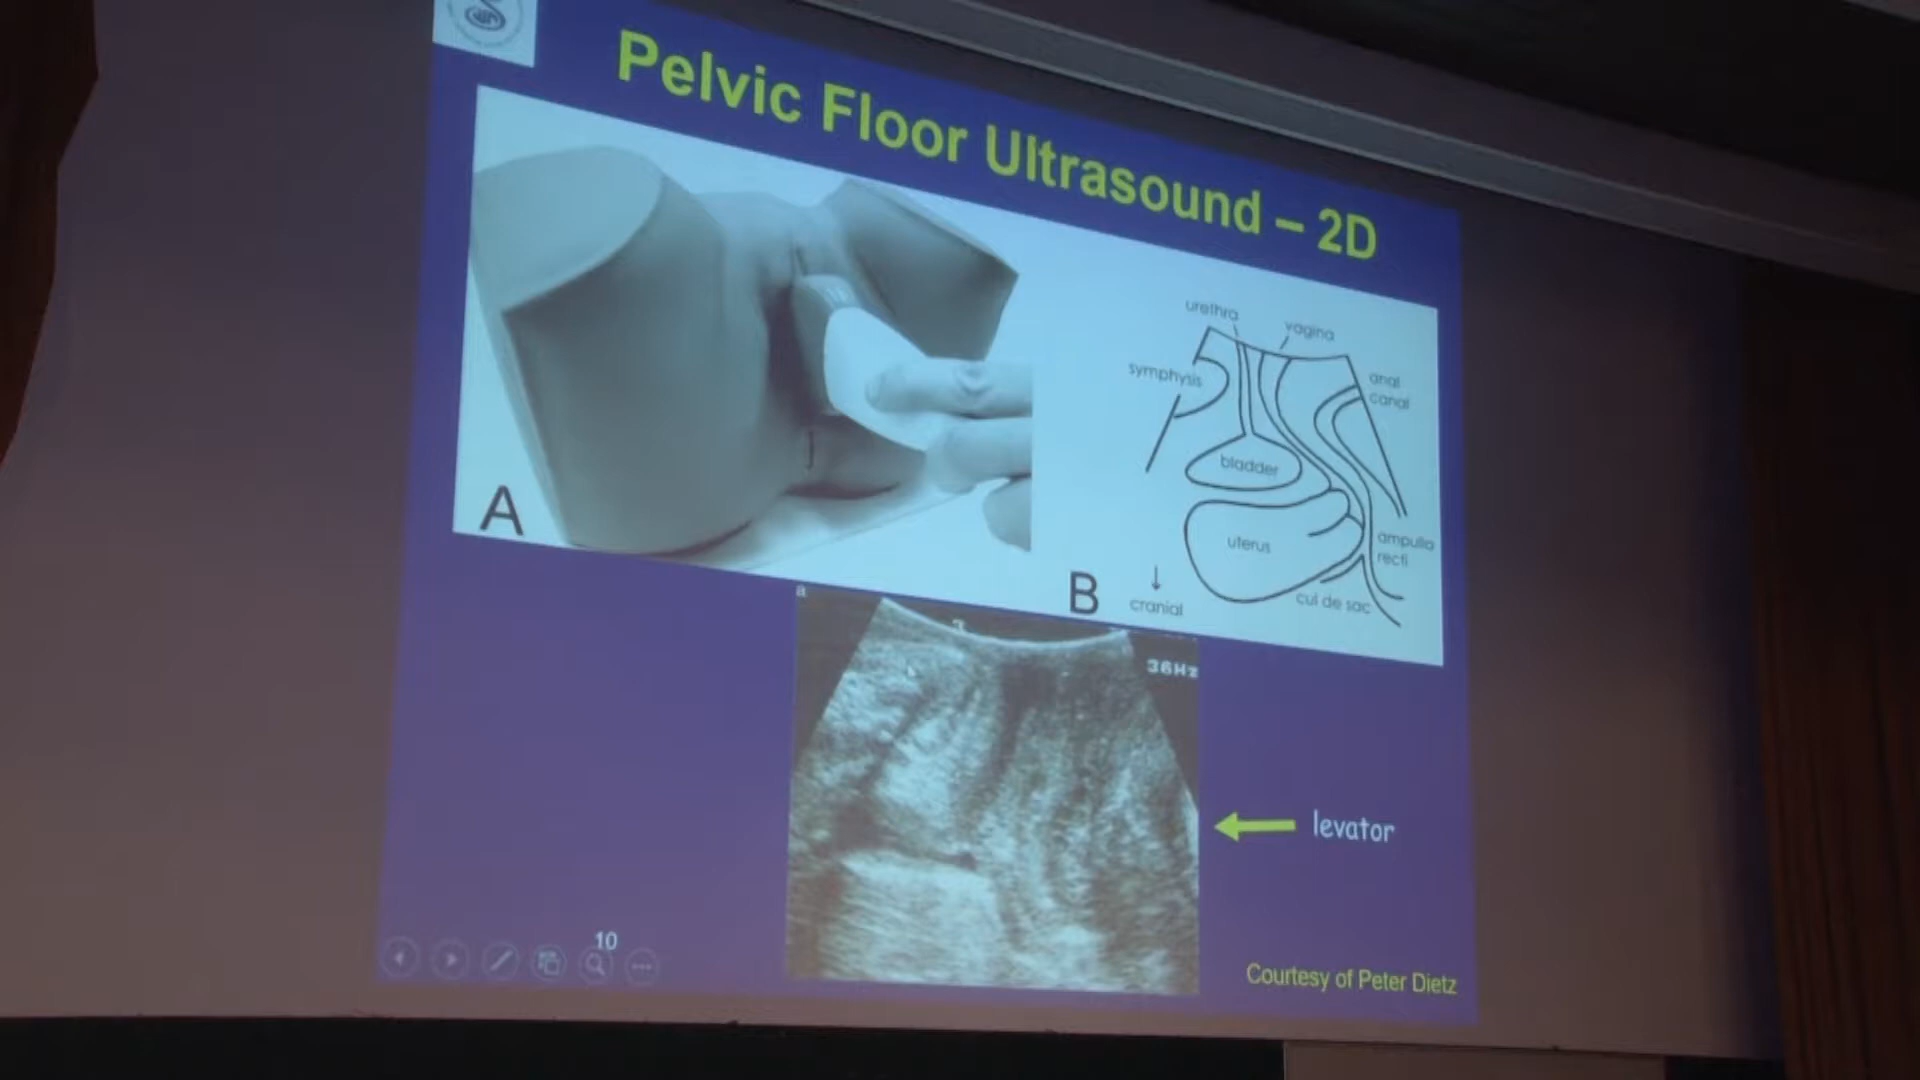 Pelvic Floor Ultrasound – 2D
urethra
vagina
symphysis
anal
canal
bladder
uterus
ampulla
recti
cul de sac
A
B
cranial
a
36Hz
levator
10
Courtesy of Peter Dietz